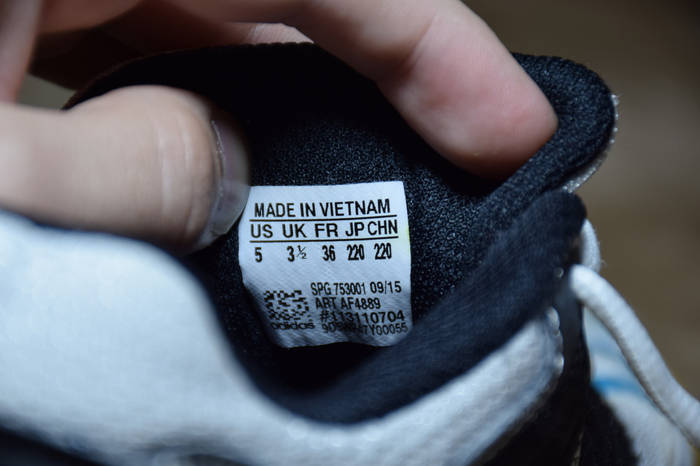 MADE IN VIETNAM
US UK FR JP CHN
5 3½ 36 220 220
SPG 753001 09/15
ART AF4889
#113110704
adidas